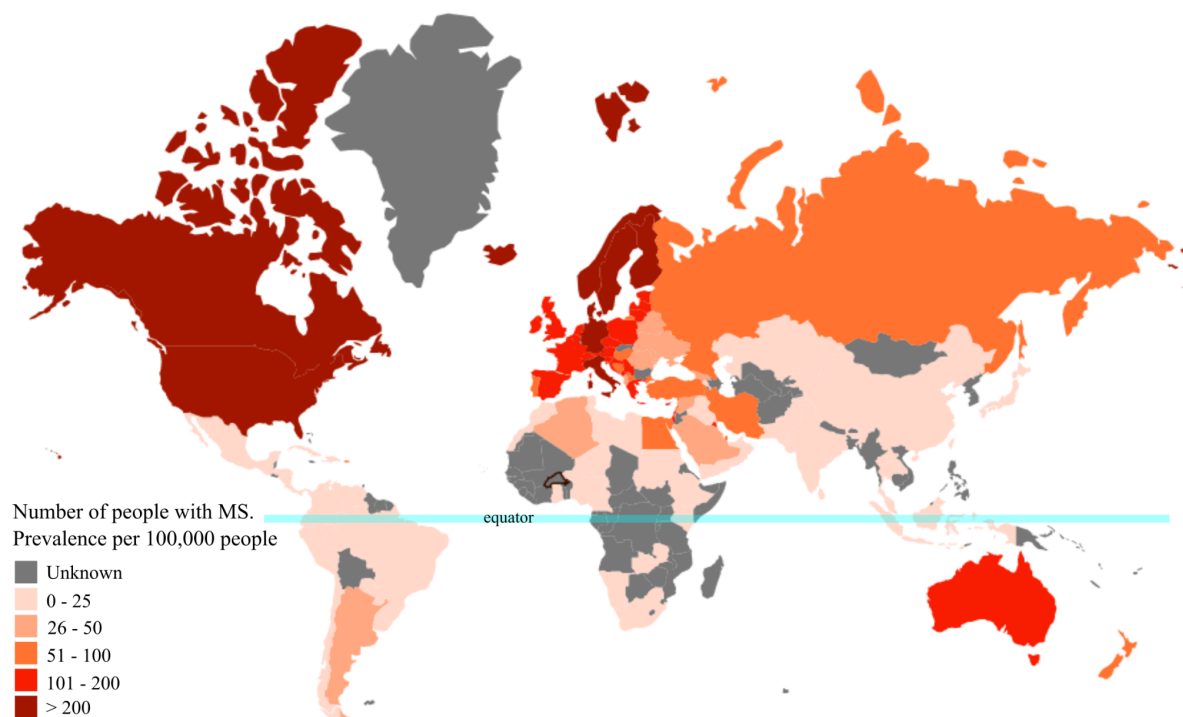 equator
Number of people with MS.
Prevalence per 100,000 people
Unknown
0 - 25
26 - 50
51 - 100
101 - 200
> 200